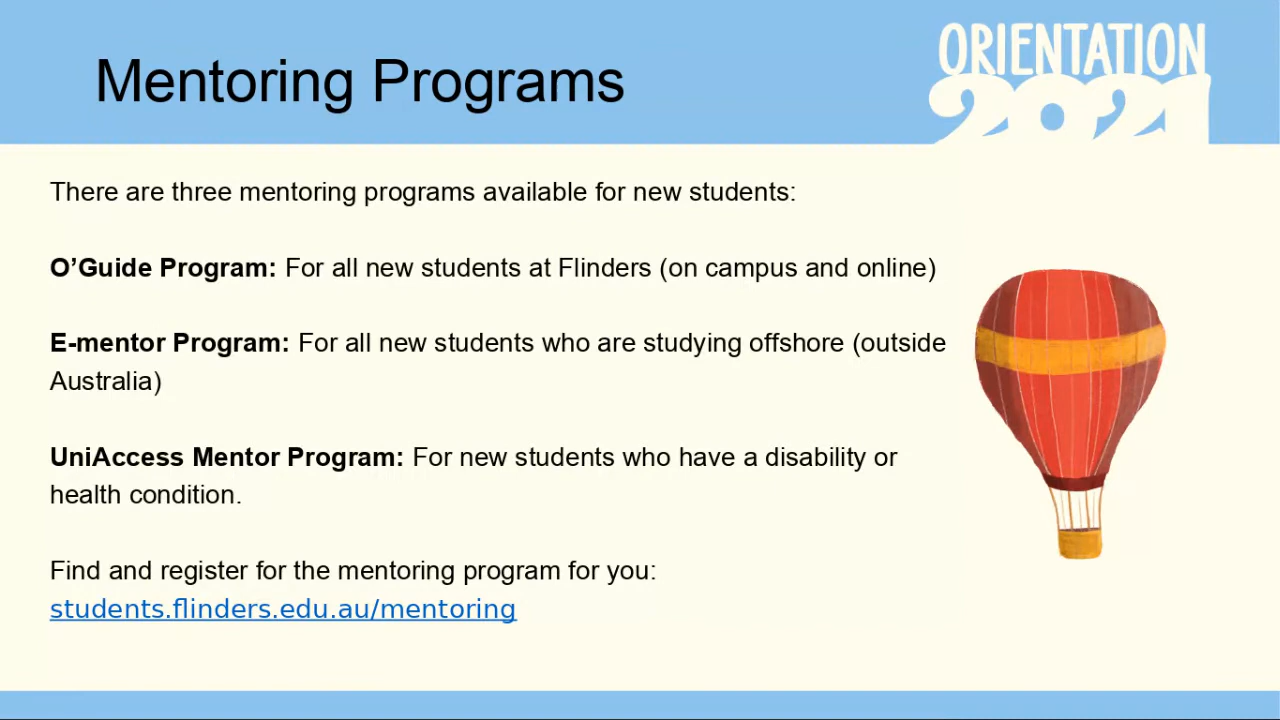 Mentoring Programs
ORIENTATION
2021
There are three mentoring programs available for new students:
O’Guide Program: For all new students at Flinders (on campus and online)
E-mentor Program: For all new students who are studying offshore (outside
Australia)
UniAccess Mentor Program: For new students who have a disability or
health condition.
Find and register for the mentoring program for you:
students.flinders.edu.au/mentoring